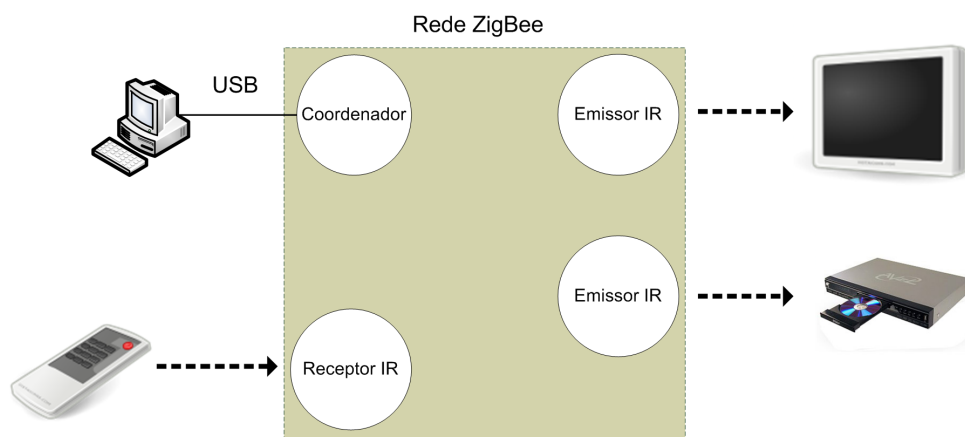 Rede ZigBee
USB
Coordenador
Emissor IR
Emissor IR
Receptor IR